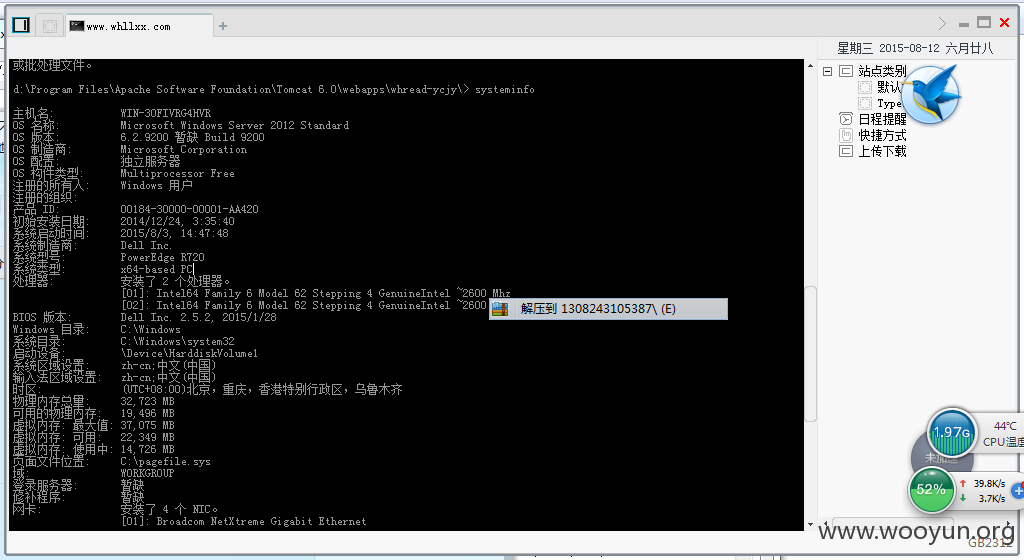 www.whllxx.com
星期三 2015-08-12 六月廿八
或批处理文件。
d:\Program Files\Apache Software Foundation\Tomcat 6.0\webapps\whread-ycjy\> systeminfo
主机名: WIN-3OFIVRG4HVR
OS 名称: Microsoft Windows Server 2012 Standard
OS 版本: 6.2.9200 暂缺 Build 9200
OS 制造商: Microsoft Corporation
OS 配置: 独立服务器
OS 构件类型: Multiprocessor Free
注册的所有人: Windows 用户
注册的组织:
产品 ID: 00184-30000-00001-AA420
初始安装日期: 2014/12/24, 3:35:40
系统启动时间: 2015/8/3, 14:47:48
系统制造商: Dell Inc.
系统型号: PowerEdge R720
系统类型: x64-based PC
处理器: 安装了 2 个处理器。
[01]: Intel64 Family 6 Model 62 Stepping 4 GenuineIntel ~2600 Mhz
[02]: Intel64 Family 6 Model 62 Stepping 4 GenuineIntel ~2600
BIOS 版本: Dell Inc. 2.5.2, 2015/1/28
Windows 目录: C:\Windows
系统目录: C:\Windows\system32
启动设备: \Device\HarddiskVolume1
系统区域设置: zh-cn;中文(中国)
输入法区域设置: zh-cn;中文(中国)
时区: (UTC+08:00)北京，重庆，香港特别行政区，乌鲁木齐
物理内存总量: 32,723 MB
可用的物理内存: 19,496 MB
虚拟内存: 最大值: 37,075 MB
虚拟内存: 可用: 22,349 MB
虚拟内存: 使用中: 14,726 MB
页面文件位置: C:\pagefile.sys
域: WORKGROUP
登录服务器: 暂缺
修补程序: 暂缺
网卡: 安装了 4 个 NIC。
[01]: Broadcom NetXtreme Gigabit Ethernet
解压到 1308243105387\ (E)
站点类别
默认
Type
日程提醒
快捷方式
上传下载
1.97G
44℃
CPU温度
未加速
52%
39.8K/s
3.7K/s
www.wooyun.org
GB2312